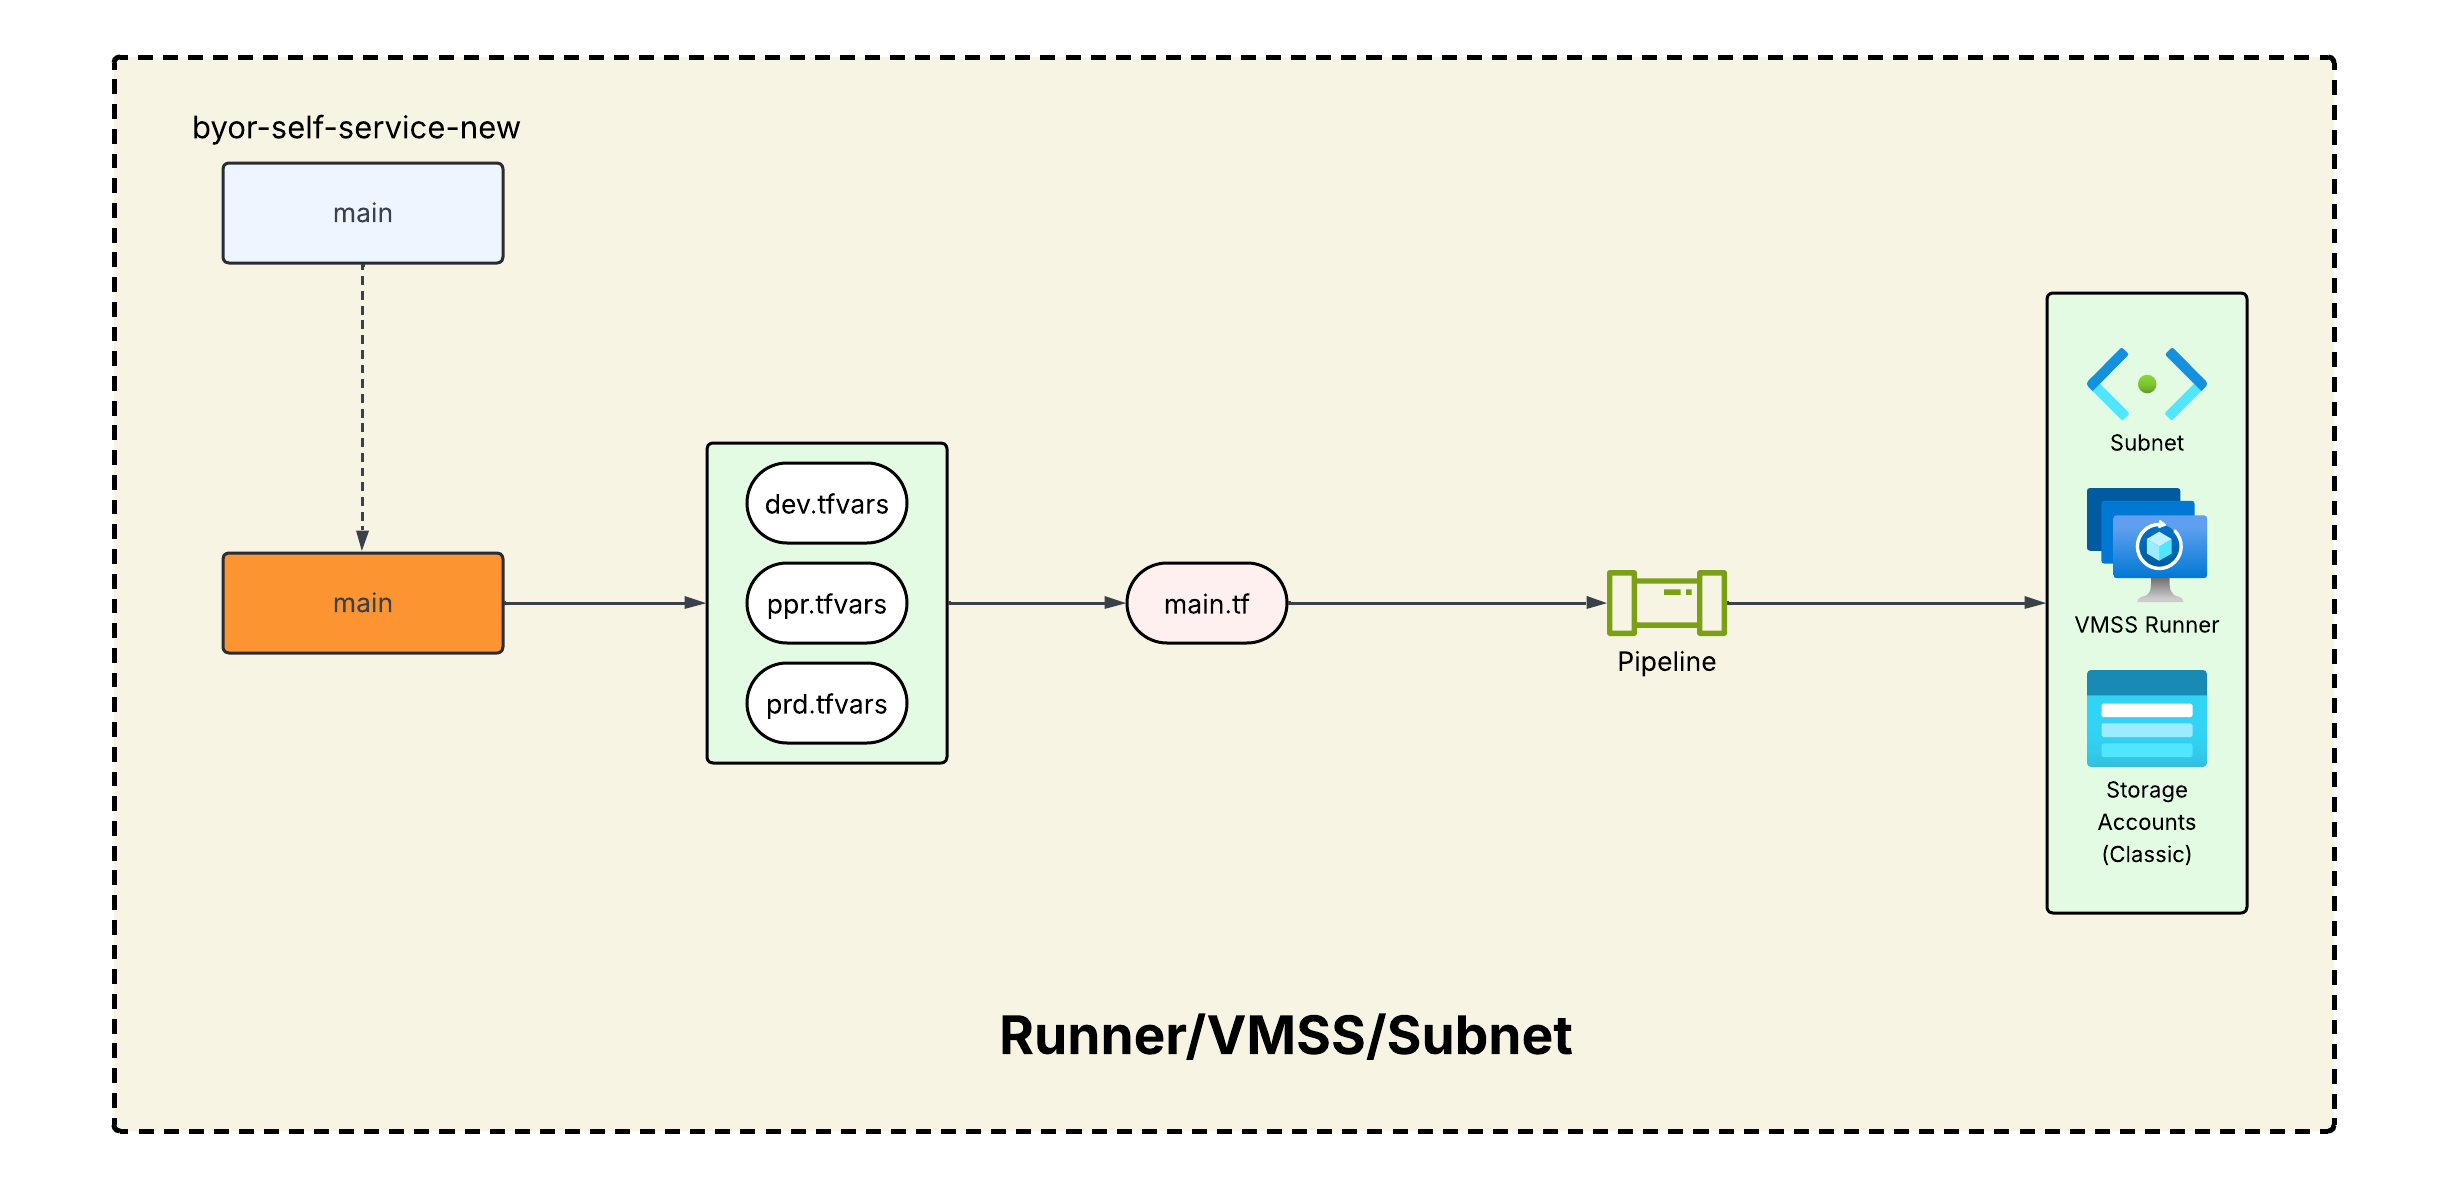 byor-self-service-new
main
main
dev.tfvars
ppr.tfvars
prd.tfvars
main.tf
Pipeline
Subnet
VMSS Runner
Storage
Accounts
(Classic)
Runner/VMSS/Subnet